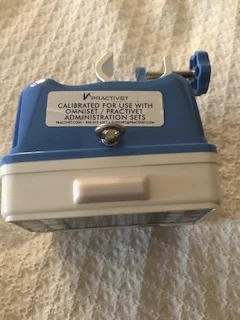 PRACTIVET
CALIBRATED FOR USE WITH
OMNISET / PRACTIVET
ADMINISTRATION SETS